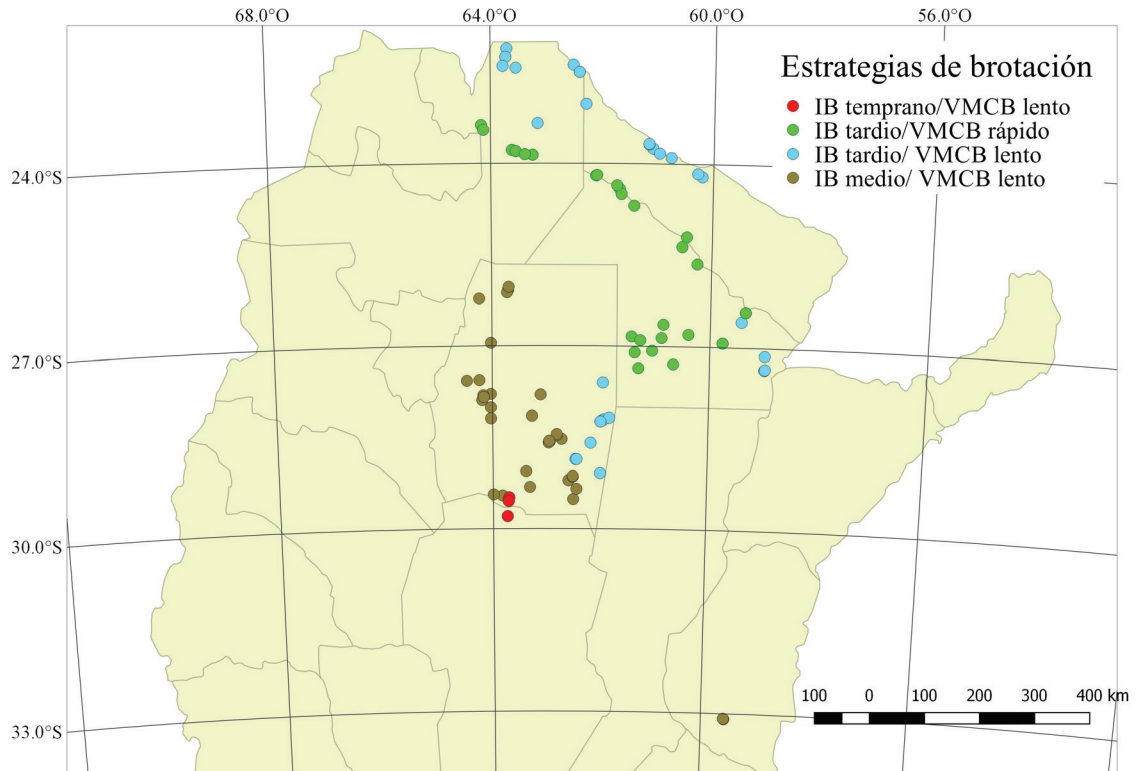 68.0°O 64.0°O 60.0°O 56.0°O
Estrategias de brotación
IB temprano/VMCB lento
IB tardio/VMCB rápido
IB tardio/ VMCB lento
IB medio/ VMCB lento
24.0°S
27.0°S
30.0°S
33.0°S
100 0 100 200 300 400 km